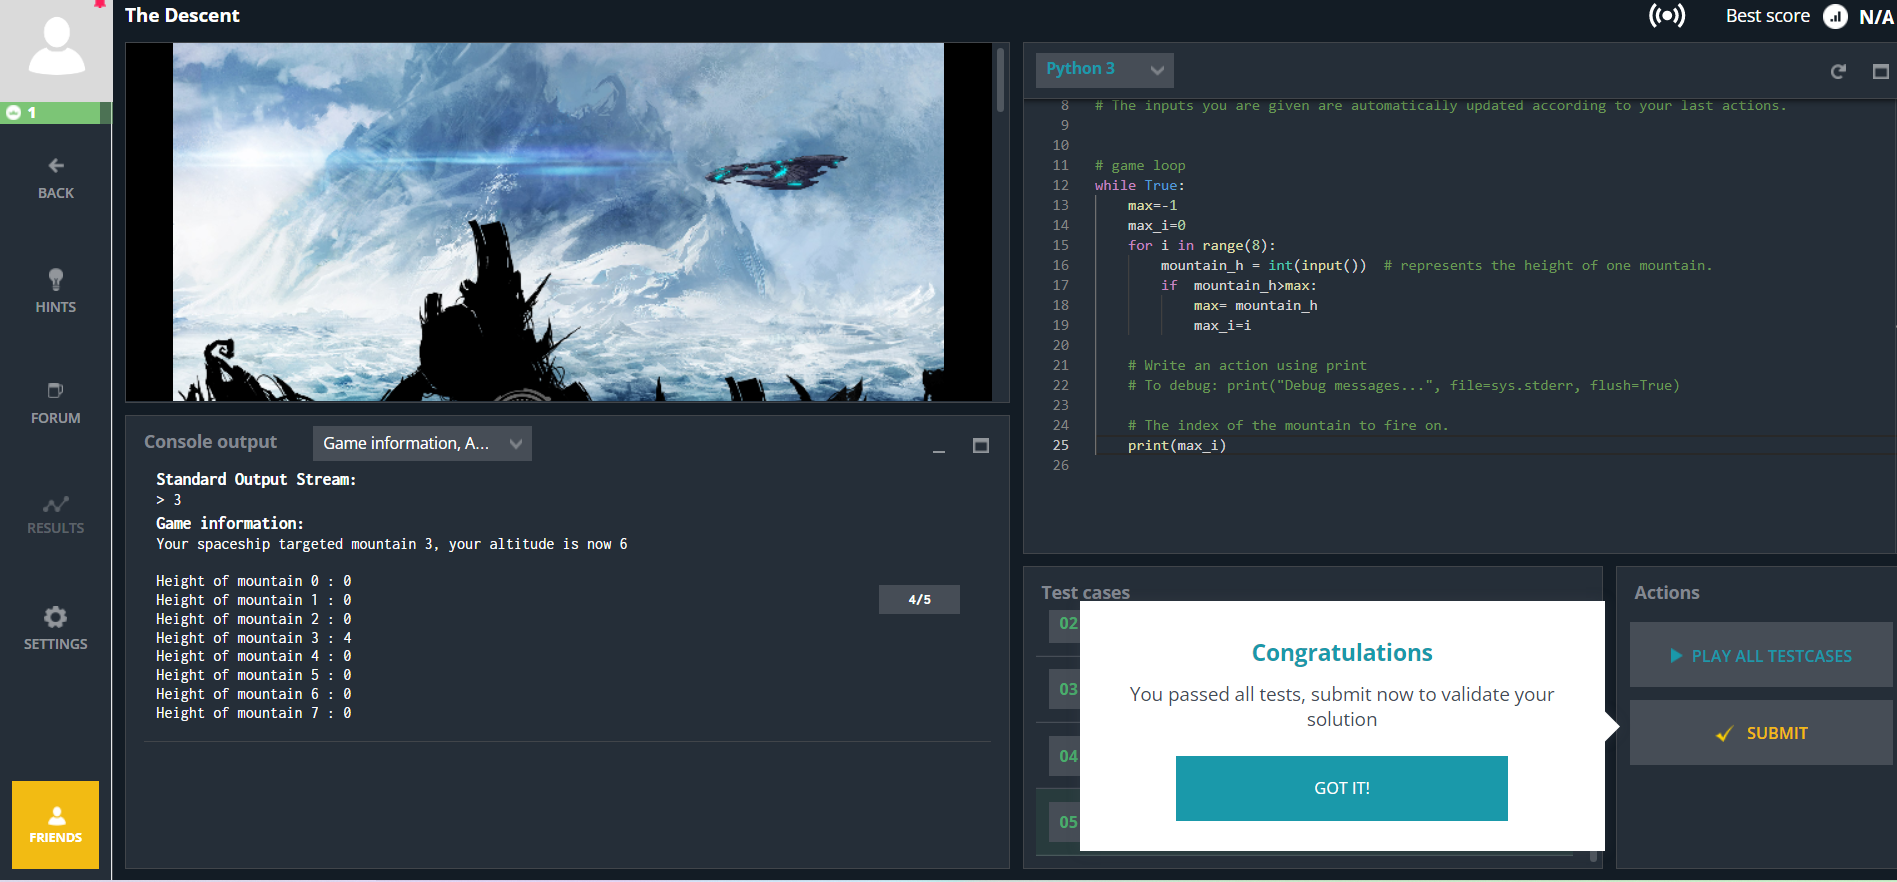 The Descent
Best score
N/A
1
BACK
HINTS
FORUM
RESULTS
SETTINGS
FRIENDS
Console output
Game information, A...
Standard Output Stream:
> 3
Game information:
Your spaceship targeted mountain 3, your altitude is now 6
Height of mountain 0 : 0
Height of mountain 1 : 0
Height of mountain 2 : 0
Height of mountain 3 : 4
Height of mountain 4 : 0
Height of mountain 5 : 0
Height of mountain 6 : 0
Height of mountain 7 : 0
4/5
Python 3
8 # The inputs you are given are automatically updated according to your last actions.
9
10
11 # game loop
12 while True:
13 max=-1
14 max_i=0
15 for i in range(8):
16 mountain_h = int(input())  # represents the height of one mountain.
17 if  mountain_h>max:
18 max= mountain_h
19 max_i=i
20
21 # Write an action using print
22 # To debug: print("Debug messages...", file=sys.stderr, flush=True)
23
24 # The index of the mountain to fire on.
25 print(max_i)
26
Test cases
02
03
04
05
Congratulations
You passed all tests, submit now to validate your
solution
GOT IT!
Actions
PLAY ALL TESTCASES
SUBMIT